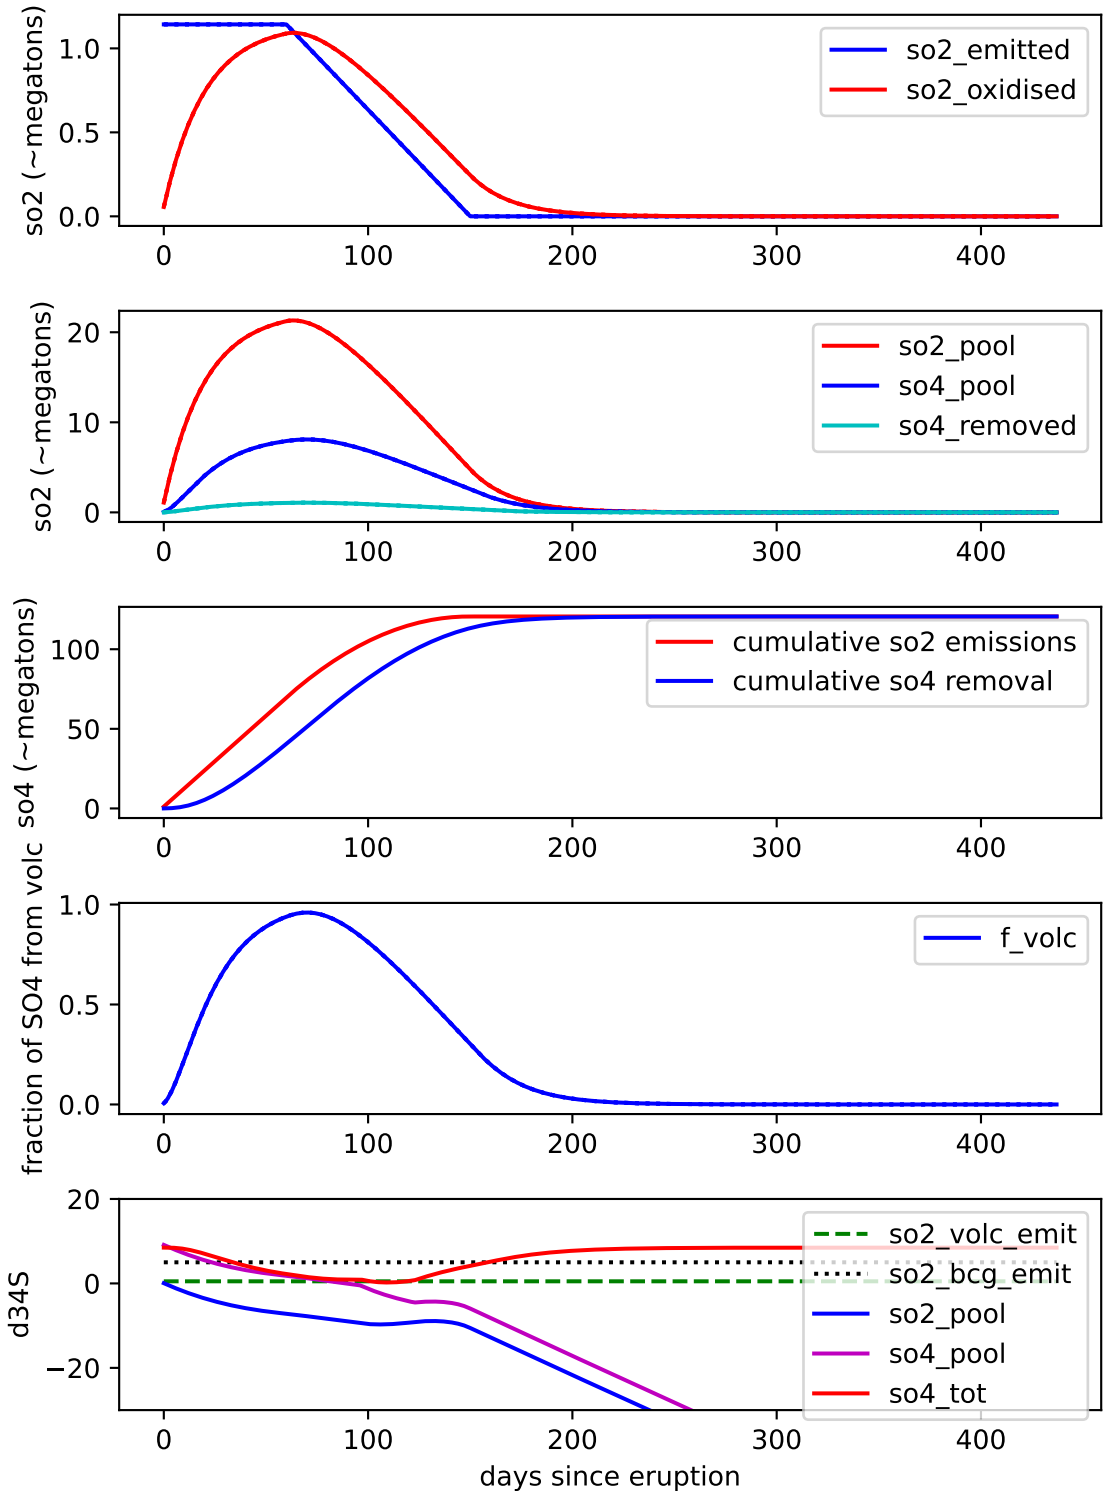 so2 (~megatons)
1.0
0.5
0.0
so2_emitted
so2_oxidised
0 100 200 300 400
so2 (~megatons)
20
10
0
so2_pool
so4_pool
so4_removed
0 100 200 300 400
so4 (~megatons)
100
50
0
cumulative so2 emissions
cumulative so4 removal
0 100 200 300 400
fraction of SO4 from volc
1.0
0.5
0.0
f_volc
0 100 200 300 400
d34S
20
0
−20
so2_volc_emit
so2_bcg_emit
so2_pool
so4_pool
so4_tot
0 100 200 300 400
days since eruption